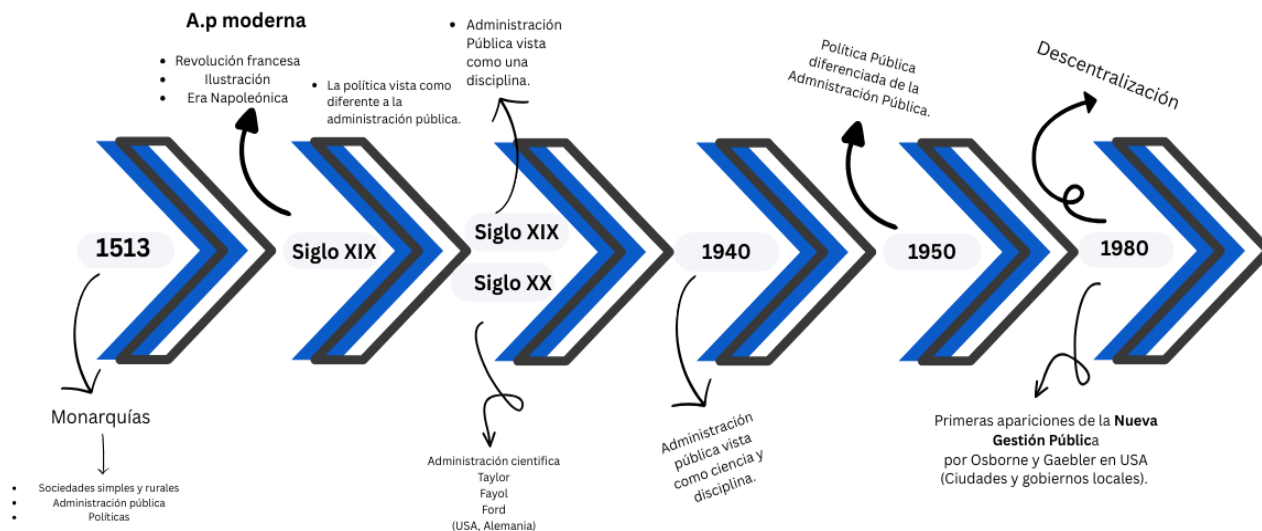 A.p moderna
Revolución francesa
Ilustración
Era Napoleónica
La política vista como
diferente a la
administración pública.
Administración
Pública vista
como una
disciplina.
Política Pública
diferenciada de la
Admnistración Pública.
Descentralización
1513
Siglo XIX
Siglo XIX
Siglo XX
1940
1950
1980
Monarquías
Sociedades simples y rurales
Administración pública
Políticas
Administración cientifica
Taylor
Fayol
Ford
(USA, Alemania)
Administración
pública vista
como ciencia y
disciplina.
Primeras apariciones de la Nueva
Gestión Pública
por Osborne y Gaebler en USA
(Ciudades y gobiernos locales).